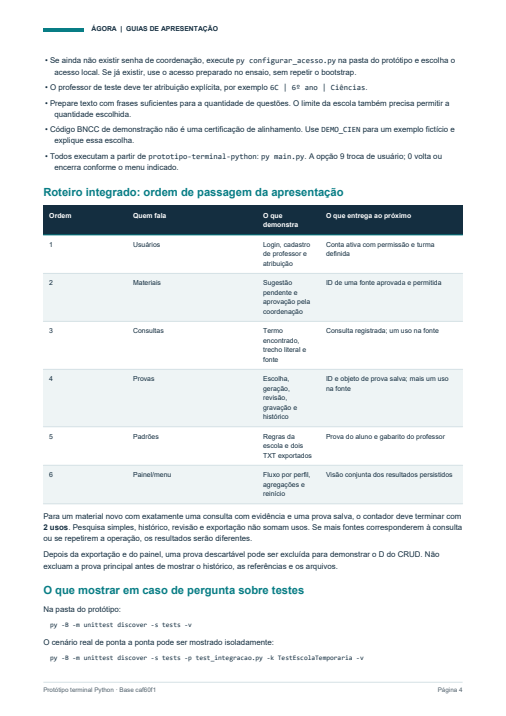 ÁGORA | GUIAS DE APRESENTAÇÃO
• Se ainda não existir senha de coordenação, execute py configurar_acesso.py na pasta do protótipo e escolha o
acesso local. Se já existir, use o acesso preparado no ensaio, sem repetir o bootstrap.
• O professor de teste deve ter atribuição explícita, por exemplo 6C | 6º ano | Ciências.
• Prepare texto com frases suficientes para a quantidade de questões. O limite da escola também precisa permitir a
quantidade escolhida.
• Código BNCC de demonstração não é uma certificação de alinhamento. Use DEMO_CIEN para um exemplo fictício e
explique essa escolha.
• Todos executam a partir de prototipo-terminal-python: py main.py. A opção 9 troca de usuário; 0 volta ou
encerra conforme o menu indicado.
Roteiro integrado: ordem de passagem da apresentação
Ordem Quem fala O que
demonstra O que entrega ao próximo
1 Usuários Login, cadastro
de professor e
atribuição Conta ativa com permissão e turma
definida
2 Materiais Sugestão
pendente e
aprovação pela
coordenação ID de uma fonte aprovada e permitida
3 Consultas Termo
encontrado,
trecho literal e
fonte Consulta registrada; um uso na fonte
4 Provas Escolha,
geração,
revisão,
gravação e
histórico ID e objeto de prova salva; mais um uso
na fonte
5 Padrões Regras da
escola e dois
TXT exportados Prova do aluno e gabarito do professor
6 Painel/menu Fluxo por perfil,
agregações e
reinício Visão conjunta dos resultados persistidos
Para um material novo com exatamente uma consulta com evidência e uma prova salva, o contador deve terminar com
2 usos. Pesquisa simples, histórico, revisão e exportação não somam usos. Se mais fontes corresponderem à consulta
ou se repetirem a operação, os resultados serão diferentes.
Depois da exportação e do painel, uma prova descartável pode ser excluída para demonstrar o D do CRUD. Não
excluam a prova principal antes de mostrar o histórico, as referências e os arquivos.
O que mostrar em caso de pergunta sobre testes
Na pasta do protótipo:
py -B -m unittest discover -s tests -v
O cenário real de ponta a ponta pode ser mostrado isoladamente:
py -B -m unittest discover -s tests -p test_integracao.py -k TestEscolaTemporaria -v
Protótipo terminal Python · Base caf60f1 Página 4